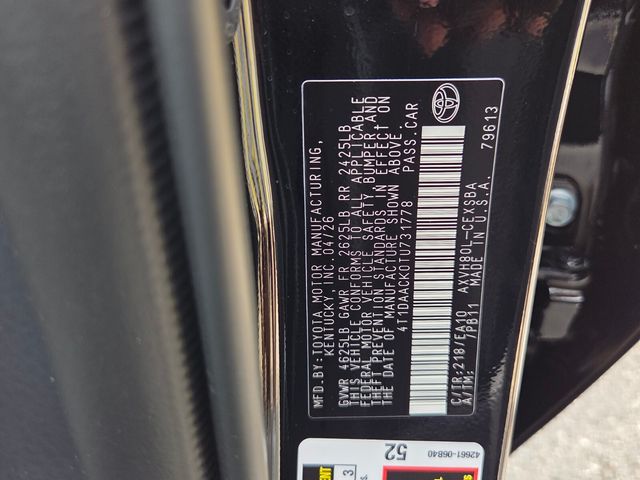 MFD.BY:TOYOTA MOTOR MANUFACTURING,
KENTUCKY, INC. 04/26
GVWR 4625LB GAWR FR 2625LB RR 2425LB
THIS VEHICLE CONFORMS TO ALL APPLICABLE
FEDERAL MOTOR VEHICLE SAFETY, BUMPER AND
THEFT PREVENTION STANDARDS IN EFFECT ON
THE DATE OF MANUFACTURE SHOWN ABOVE.
4T1DAACK0TU731778 PASS.CAR
C/TR:218/EA10 AXVH80L-CEXSBA
A/TM: 7PB11 MADE IN U.S.A. 79613
42661-06B40
52